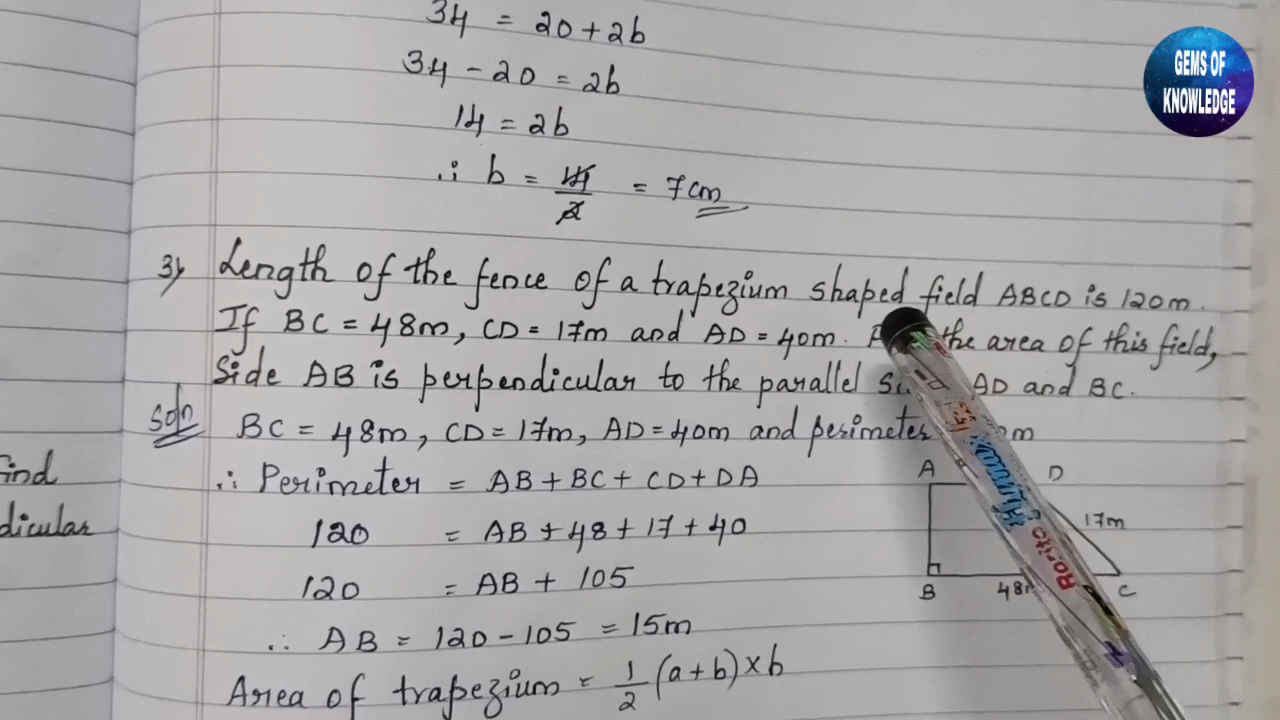 34 = 20+2b
34 - 20 = 2b
14 = 2b
∴ b = 14/2 = 7cm
GEMS OF
KNOWLEDGE
3) Length of the fence of a trapezium shaped field ABCD is 120m.
If BC = 48m, CD = 17m and AD = 40m. the area of this field,
Side AB is perpendicular to the parallel AD and BC.
Soln BC = 48m, CD = 17m, AD = 40m and perimeter
∴ Perimeter = AB + BC + CD + DA
120 = AB + 48 + 17 + 40
120 = AB + 105
∴ AB = 120 - 105 = 15m
Area of trapezium = 1/2 (a+b) × b
A D
17m
B 48 C
find
dicular
Rorito